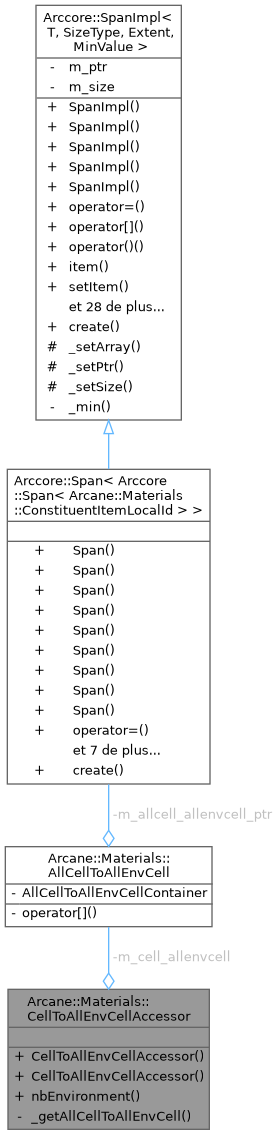 Arccore::SpanImpl<
T, SizeType, Extent,
MinValue >
- m_ptr
- m_size
+ SpanImpl()
+ SpanImpl()
+ SpanImpl()
+ SpanImpl()
+ SpanImpl()
+ operator=()
+ operator[]()
+ operator()()
+ item()
+ setItem()
et 28 de plus...
+ create()
# _setArray()
# _setPtr()
# _setSize()
- _min()
Arccore::Span< Arccore
::Span< Arcane::Materials
::ConstituentItemLocalId > >
+ Span()
+ Span()
+ Span()
+ Span()
+ Span()
+ Span()
+ Span()
+ Span()
+ Span()
+ operator=()
et 7 de plus...
+ create()
-m_allcell_allenvcell_ptr
Arcane::Materials::
AllCellToAllEnvCell
- AllCellToAllEnvCellContainer
- operator[]()
-m_cell_allenvcell
Arcane::Materials::
CellToAllEnvCellAccessor
+ CellToAllEnvCellAccessor()
+ CellToAllEnvCellAccessor()
+ nbEnvironment()
- _getAllCellToAllEnvCell()